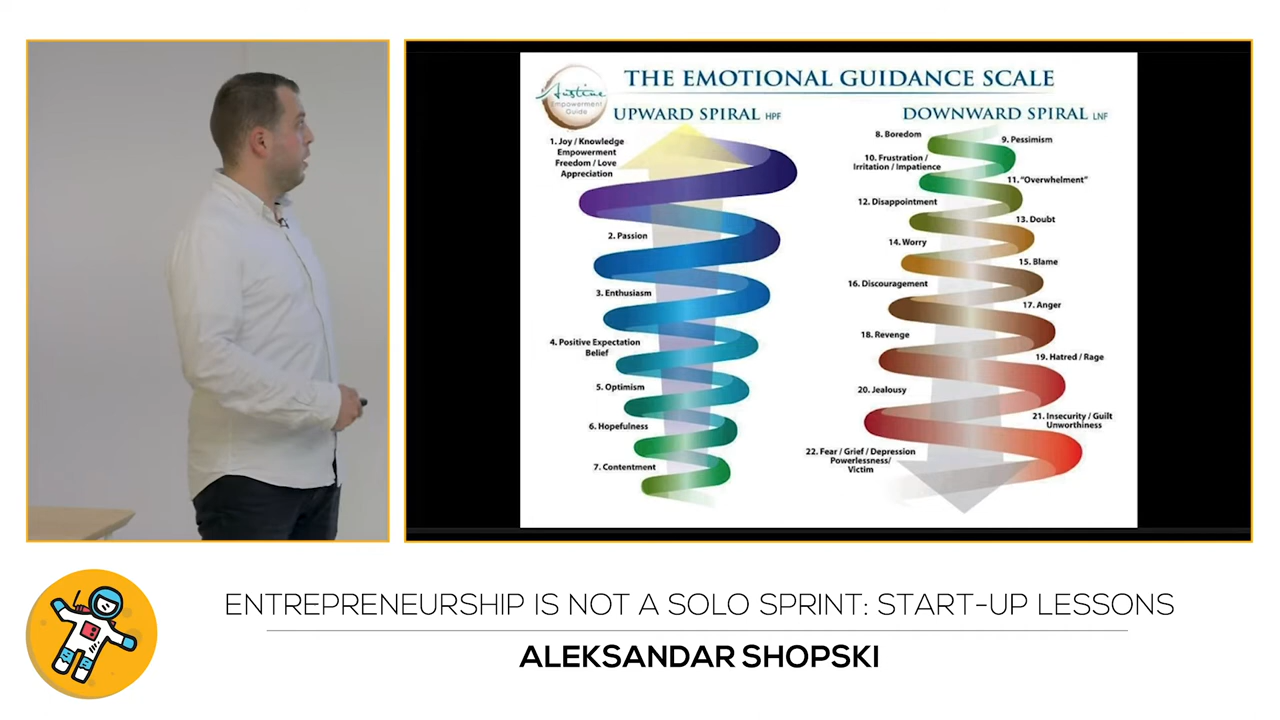 THE EMOTIONAL GUIDANCE SCALE
Empowerment
Guide
UPWARD SPIRAL HPF
1. Joy / Knowledge
Empowerment
Freedom / Love
Appreciation
2. Passion
3. Enthusiasm
4. Positive Expectation
Belief
5. Optimism
6. Hopefulness
7. Contentment
DOWNWARD SPIRAL LNF
8. Boredom
9. Pessimism
10. Frustration /
Irritation / Impatience
11. "Overwhelment"
12. Disappointment
13. Doubt
14. Worry
15. Blame
16. Discouragement
17. Anger
18. Revenge
19. Hatred / Rage
20. Jealousy
21. Insecurity / Guilt
Unworthiness
22. Fear / Grief / Depression
Powerlessness/
Victim
ENTREPRENEURSHIP IS NOT A SOLO SPRINT: START-UP LESSONS
ALEKSANDAR SHOPSKI